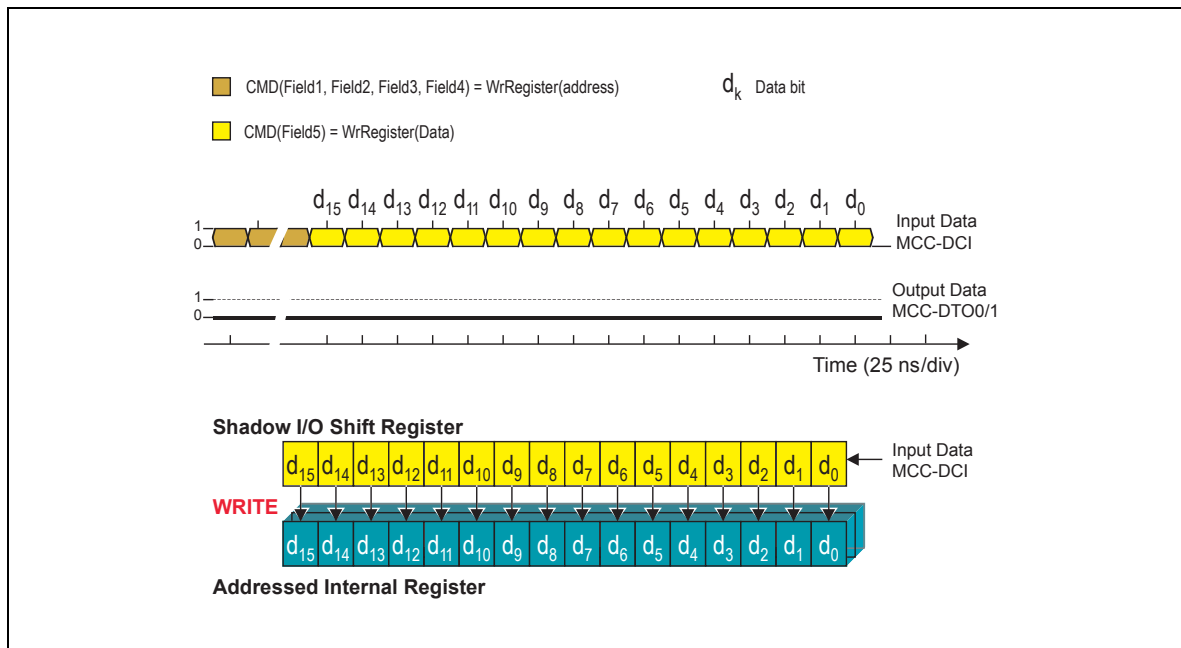 CMD(Field1, Field2, Field3, Field4) = WrRegister(address)
dk Data bit
CMD(Field5) = WrRegister(Data)
d15 d14 d13 d12 d11 d10 d9 d8 d7 d6 d5 d4 d3 d2 d1 d0
1
0
Input Data
MCC-DCI
1
0
Output Data
MCC-DTO0/1
Time (25 ns/div)
Shadow I/O Shift Register
d15 d14 d13 d12 d11 d10 d9 d8 d7 d6 d5 d4 d3 d2 d1 d0
Input Data
MCC-DCI
WRITE
d15 d14 d13 d12 d11 d10 d9 d8 d7 d6 d5 d4 d3 d2 d1 d0
Addressed Internal Register